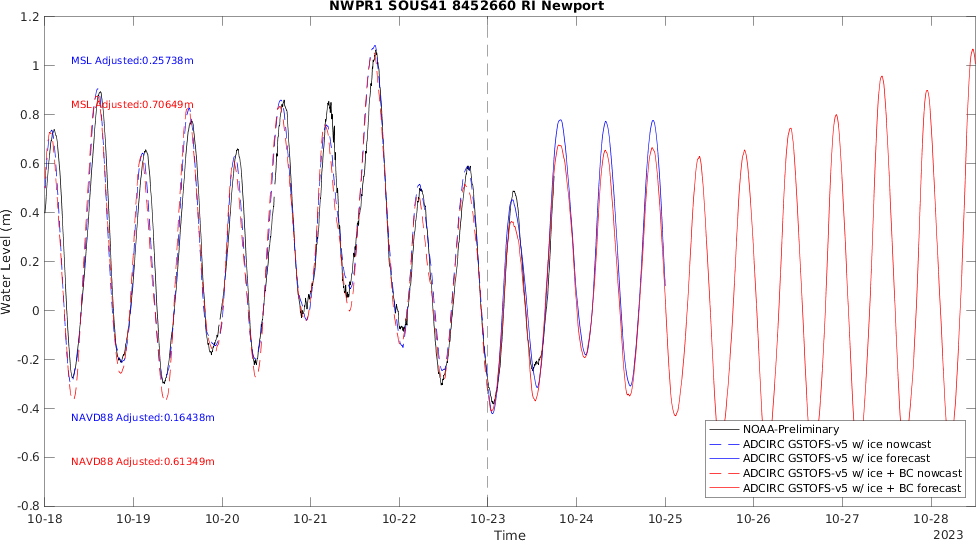 NWPR1 SOUS41 8452660 RI Newport
1.2
1
0.8
0.6
0.4
0.2
0
-0.2
-0.4
-0.6
-0.8
Water Level (m)
MSL Adjusted:0.25738m
MSL Adjusted:0.70649m
NAVD88 Adjusted:0.16438m
NAVD88 Adjusted:0.61349m
NOAA-Preliminary
ADCIRC GSTOFS-v5 w/ ice nowcast
ADCIRC GSTOFS-v5 w/ ice forecast
ADCIRC GSTOFS-v5 w/ ice + BC nowcast
ADCIRC GSTOFS-v5 w/ ice + BC forecast
10-18 10-19 10-20 10-21 10-22 10-23 10-24 10-25 10-26 10-27 10-28
Time
2023